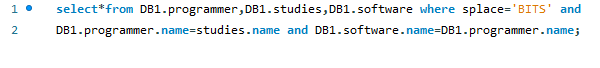 1 select*from DB1.programmer,DB1.studies,DB1.software where splace='BITS' and
2 DB1.programmer.name=studies.name and DB1.software.name=DB1.programmer.name;